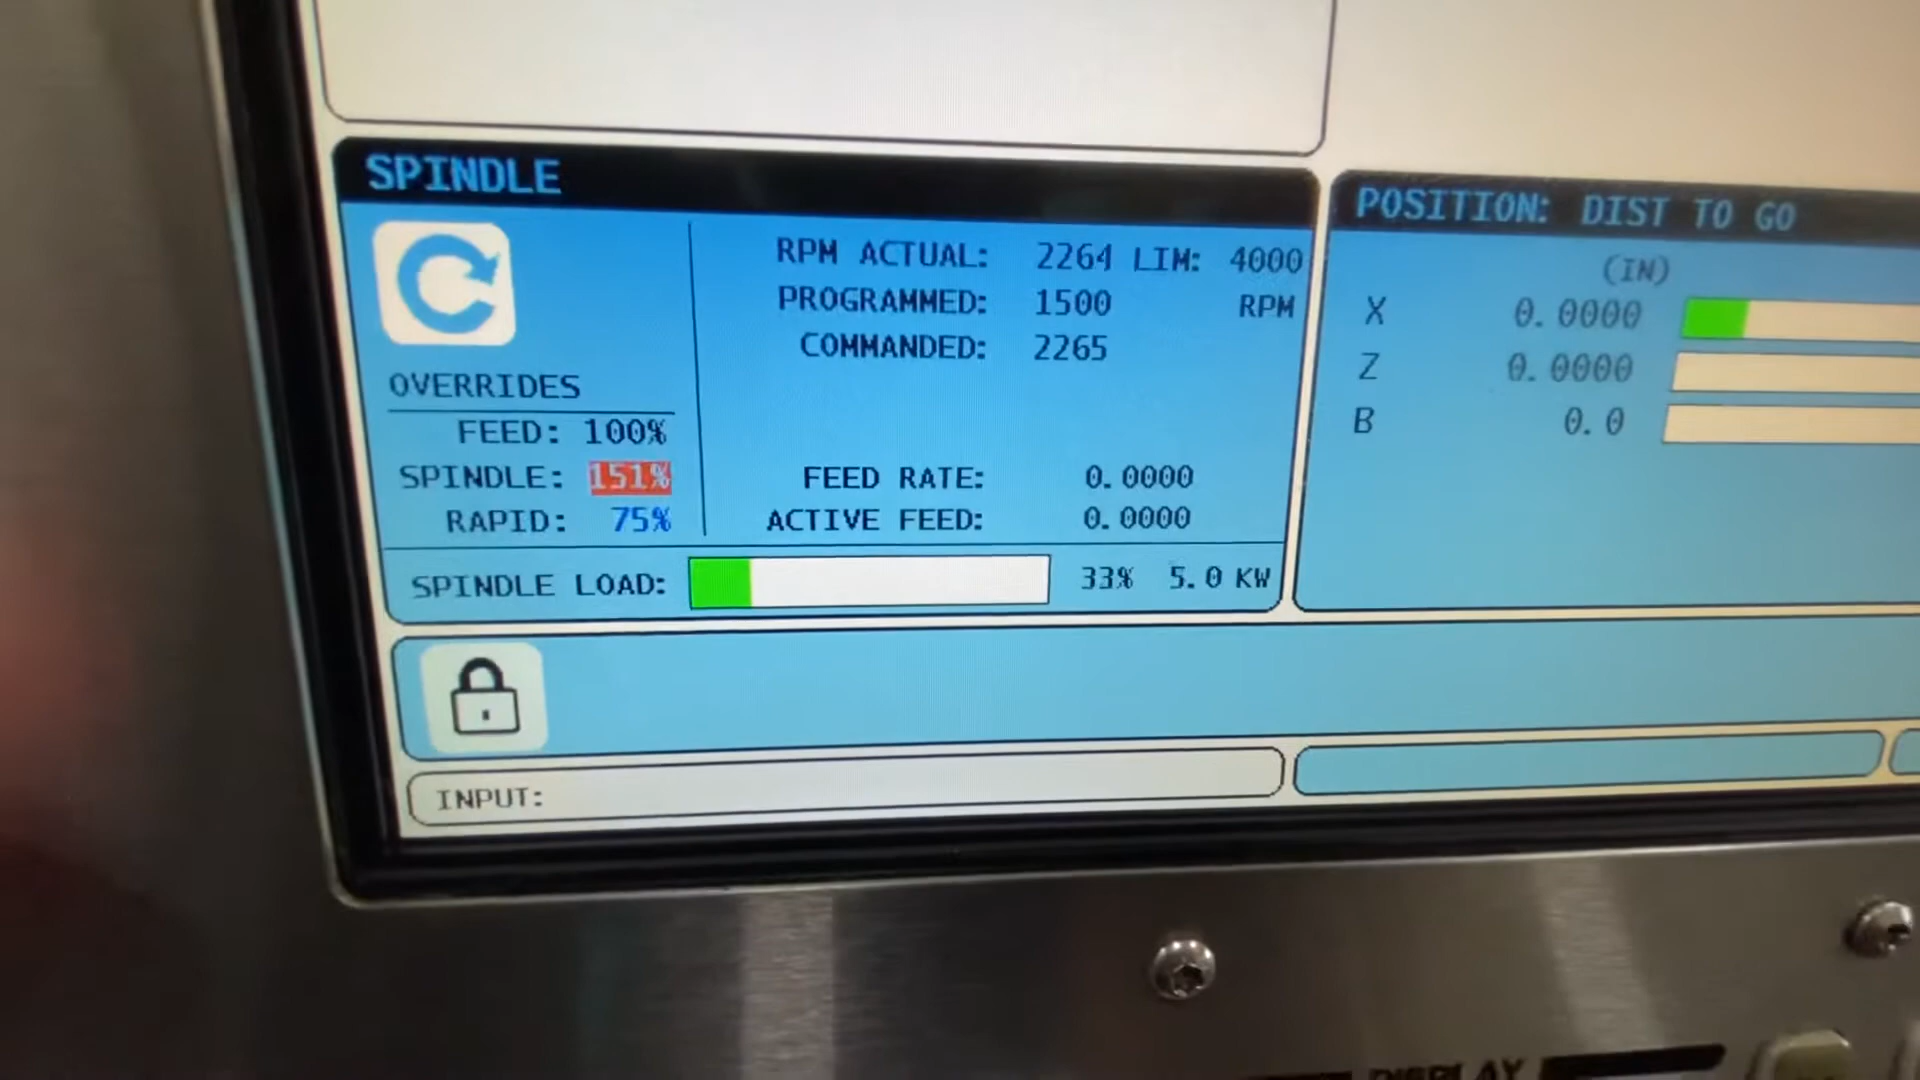 SPINDLE
RPM ACTUAL: 2264 LIM: 4000
PROGRAMMED: 1500 RPM
COMMANDED: 2265
OVERRIDES
FEED: 100%
SPINDLE: 151%
RAPID: 75%
FEED RATE: 0.0000
ACTIVE FEED: 0.0000
SPINDLE LOAD: 33% 5.0 KW
POSITION: DIST TO GO
(IN)
X 0.0000
Z 0.0000
B 0.0
INPUT:
DISPLAY